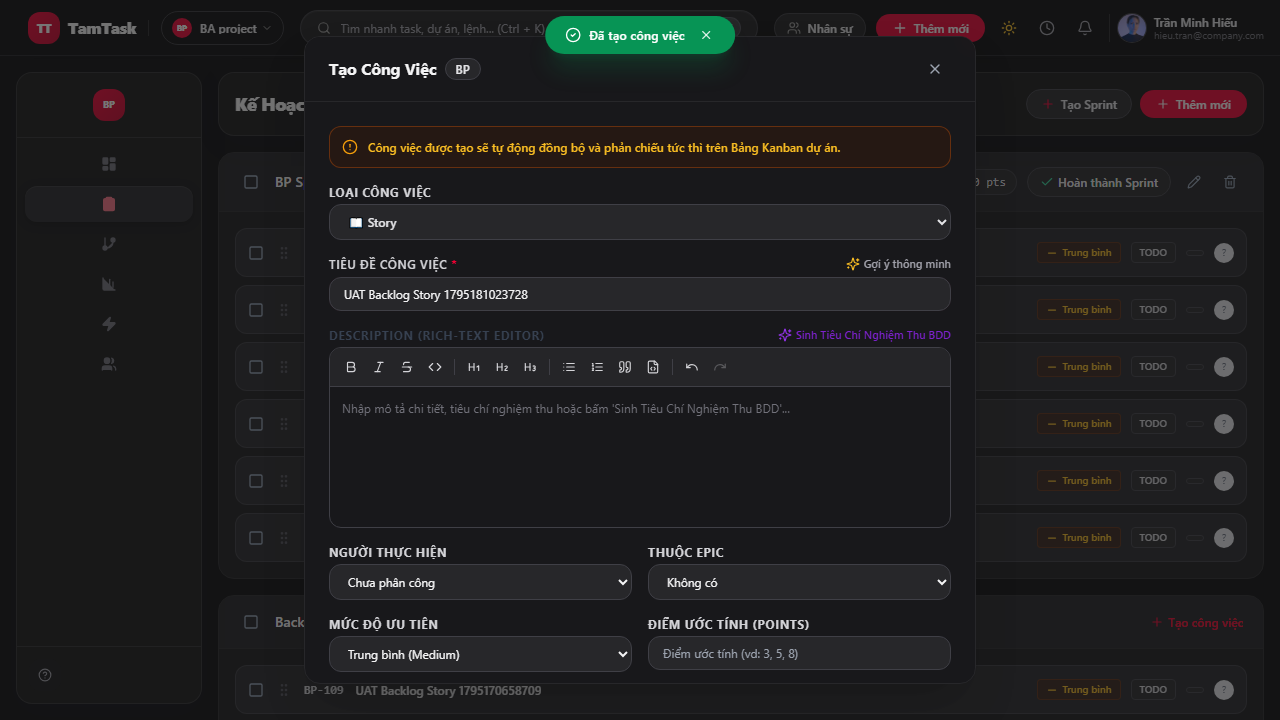 TT TamTask BP BA project Tìm nhanh task, dự án, lệnh... (Ctrl + K) Nhân sự Thêm mới Trần Minh Hiếu
hieu.tran@company.com
Đã tạo công việc
Tạo Công Việc BP
BP
Kế Hoạc
Tạo Sprint Thêm mới
Công việc được tạo sẽ tự động đồng bộ và phản chiếu tức thì trên Bảng Kanban dự án.
BP S
pts Hoàn thành Sprint
LOẠI CÔNG VIỆC
Story
TIÊU ĐỀ CÔNG VIỆC * Gợi ý thông minh
UAT Backlog Story 1795181023728
DESCRIPTION (RICH-TEXT EDITOR) Sinh Tiêu Chí Nghiệm Thu BDD
B I S H1 H2 H3
Nhập mô tả chi tiết, tiêu chí nghiệm thu hoặc bấm 'Sinh Tiêu Chí Nghiệm Thu BDD'...
Trung bình TODO ?
Trung bình TODO ?
Trung bình TODO ?
Trung bình TODO ?
Trung bình TODO ?
Trung bình TODO ?
NGƯỜI THỰC HIỆN THUỘC EPIC
Chưa phân công Không có
MỨC ĐỘ ƯU TIÊN ĐIỂM ƯỚC TÍNH (POINTS)
Trung bình (Medium) Điểm ước tính (vd: 3, 5, 8)
Back Tạo công việc
BP-109 UAT Backlog Story 1795170658709 Trung bình TODO ?